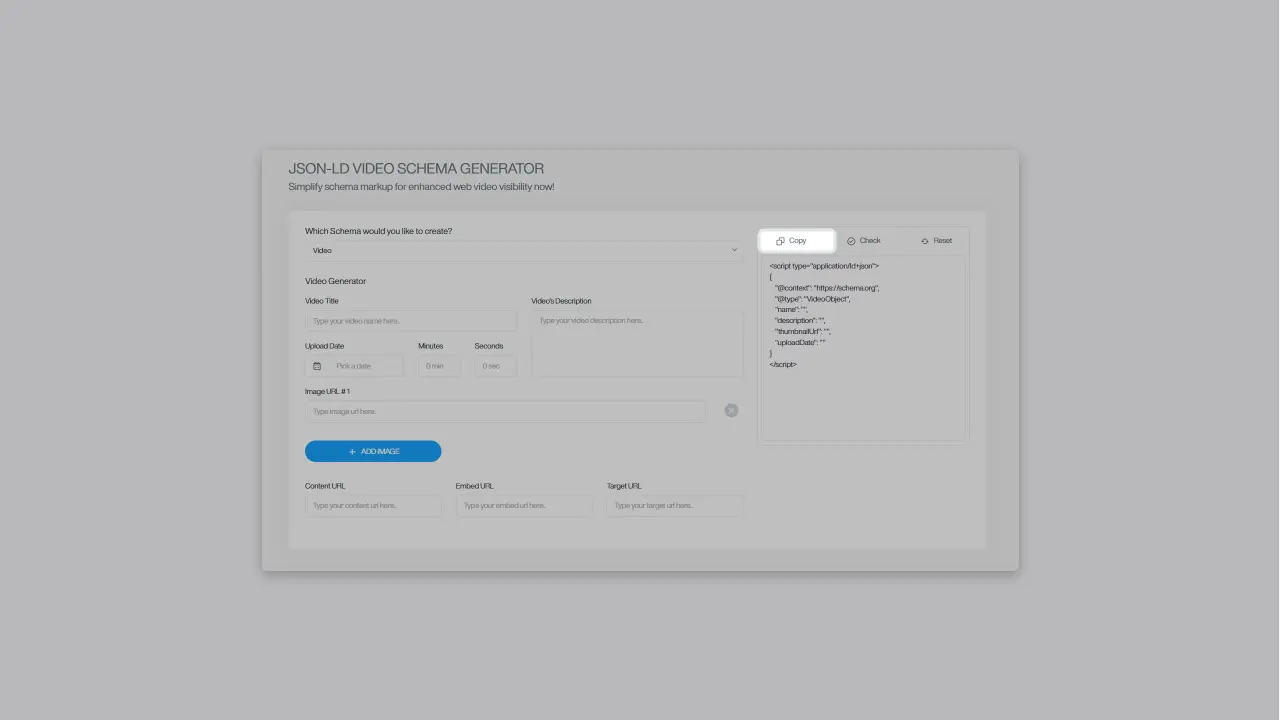 JSON-LD VIDEO SCHEMA GENERATOR
Simplify schema markup for enhanced web video visibility now!
Which Schema would you like to create?
Video
Video Generator
Video Title
Type your video name here.
Video's Description
Type your video description here.
Upload Date
Pick a date
Minutes
0 min
Seconds
0 sec
Image URL # 1
Type image url here.
+ ADD IMAGE
Content URL
Type your content url here.
Embed URL
Type your embed url here.
Target URL
Type your target url here.
Copy
Check
Reset
<script type="application/ld+json">
{
"@context": "https://schema.org",
"@type": "VideoObject",
"name": "",
"description": "",
"thumbnailUrl": "",
"uploadDate": ""
}
</script>